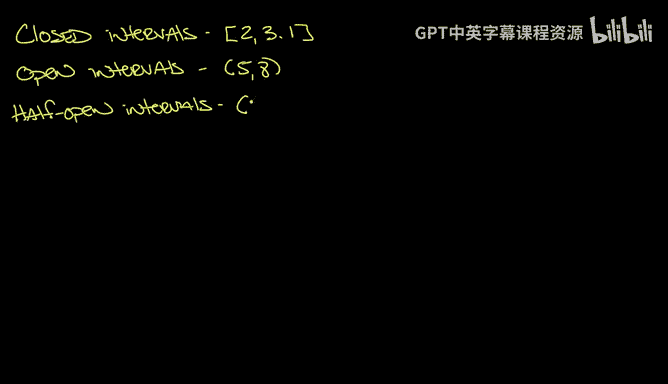 Closed intervals - [2, 3.1]
GPT中英字幕课程资源 bilibili
Open intervals - (5, 8)
Half-open intervals - (